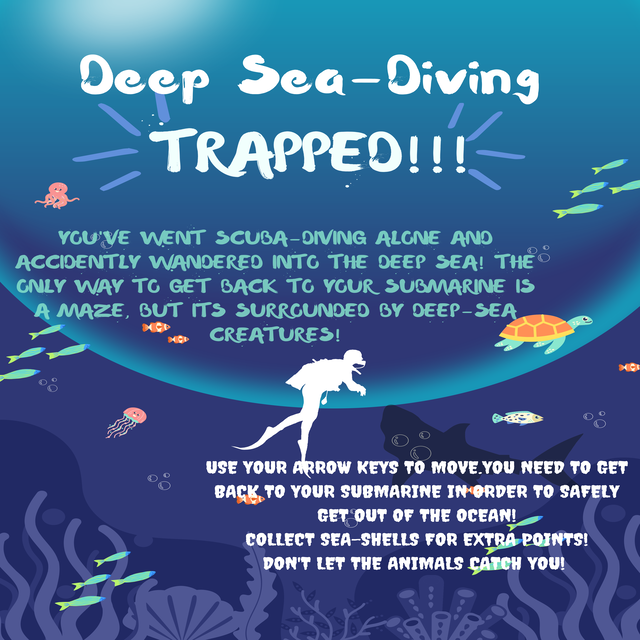 Deep Sea-Diving
TRAPPED!!!
YOU'VE WENT SCUBA-DIVING ALONE AND
ACCIDENTLY WANDERED INTO THE DEEP SEA! THE
ONLY WAY TO GET BACK TO YOUR SUBMARINE IS
A MAZE, BUT ITS SURROUNDED BY DEEP-SEA
CREATURES!
USE YOUR ARROW KEYS TO MOVE.YOU NEED TO GET
BACK TO YOUR SUBMARINE IN ORDER TO SAFELY
GET OUT OF THE OCEAN!
COLLECT SEA-SHELLS FOR EXTRA POINTS!
DON'T LET THE ANIMALS CATCH YOU!